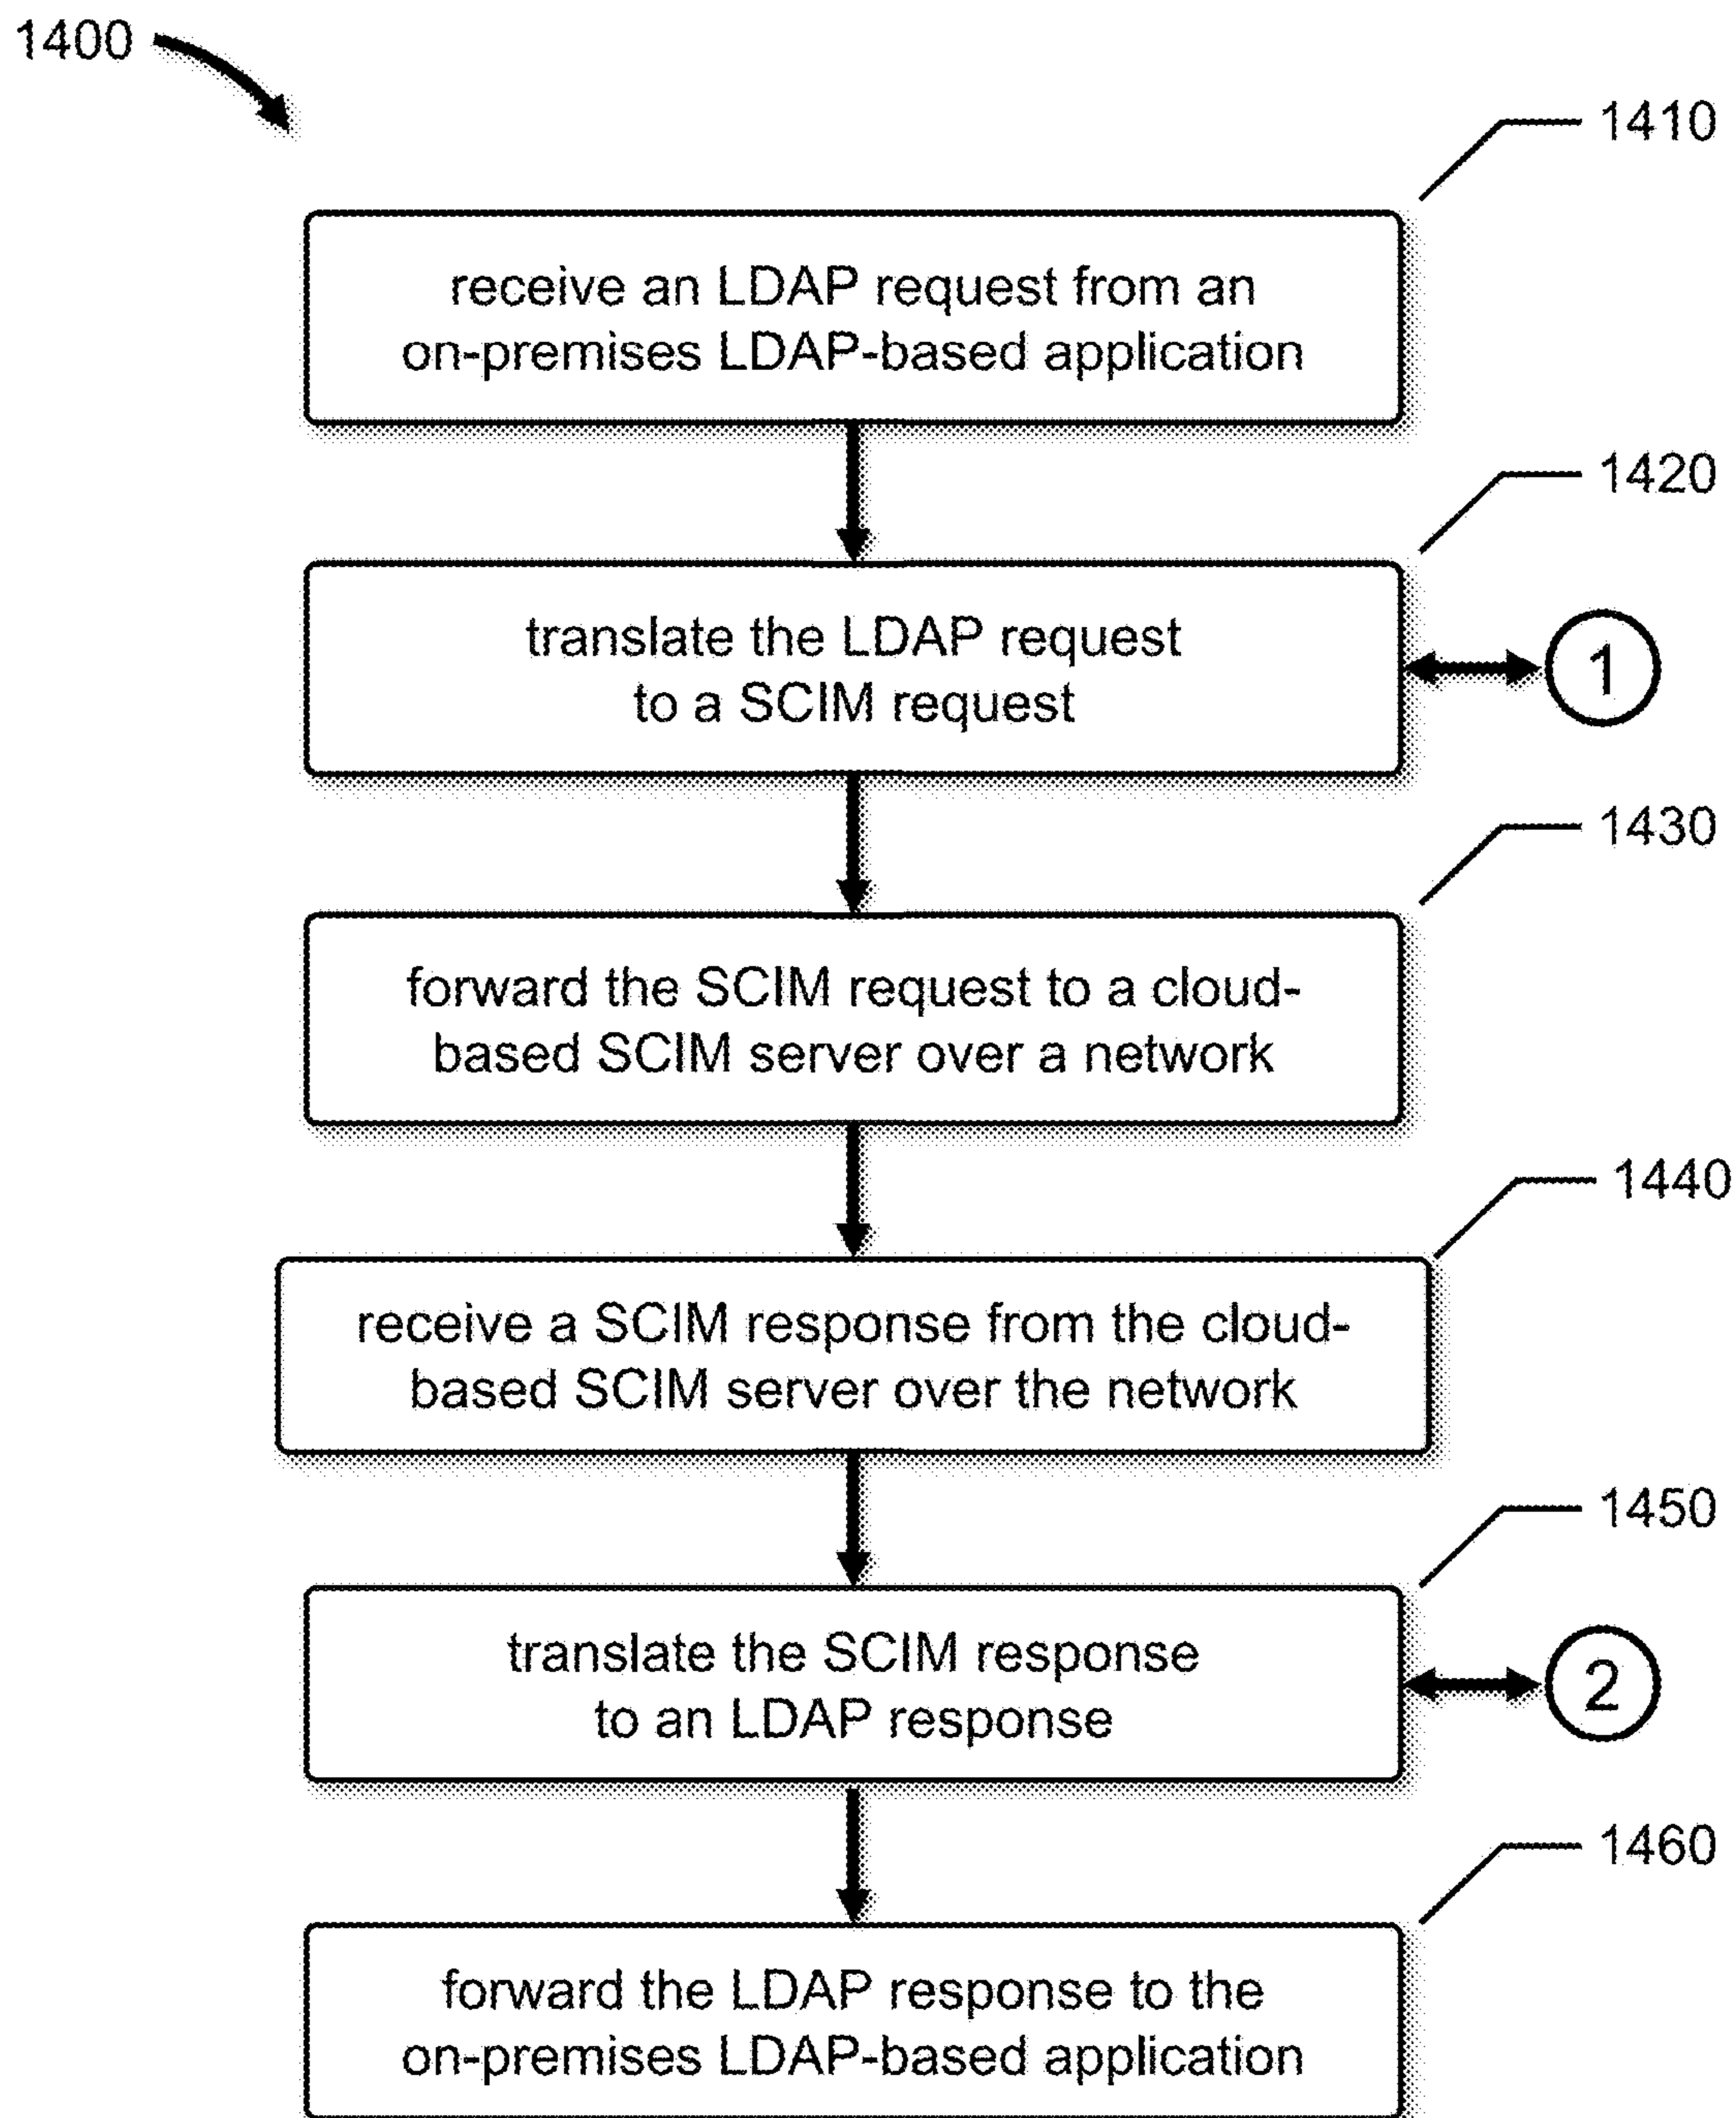 1400
1410
receive an LDAP request from an
on-premises LDAP-based application
1420
translate the LDAP request
to a SCIM request
1
1430
forward the SCIM request to a cloud-
based SCIM server over a network
1440
receive a SCIM response from the cloud-
based SCIM server over the network
1450
translate the SCIM response
to an LDAP response
2
1460
forward the LDAP response to the
on-premises LDAP-based application